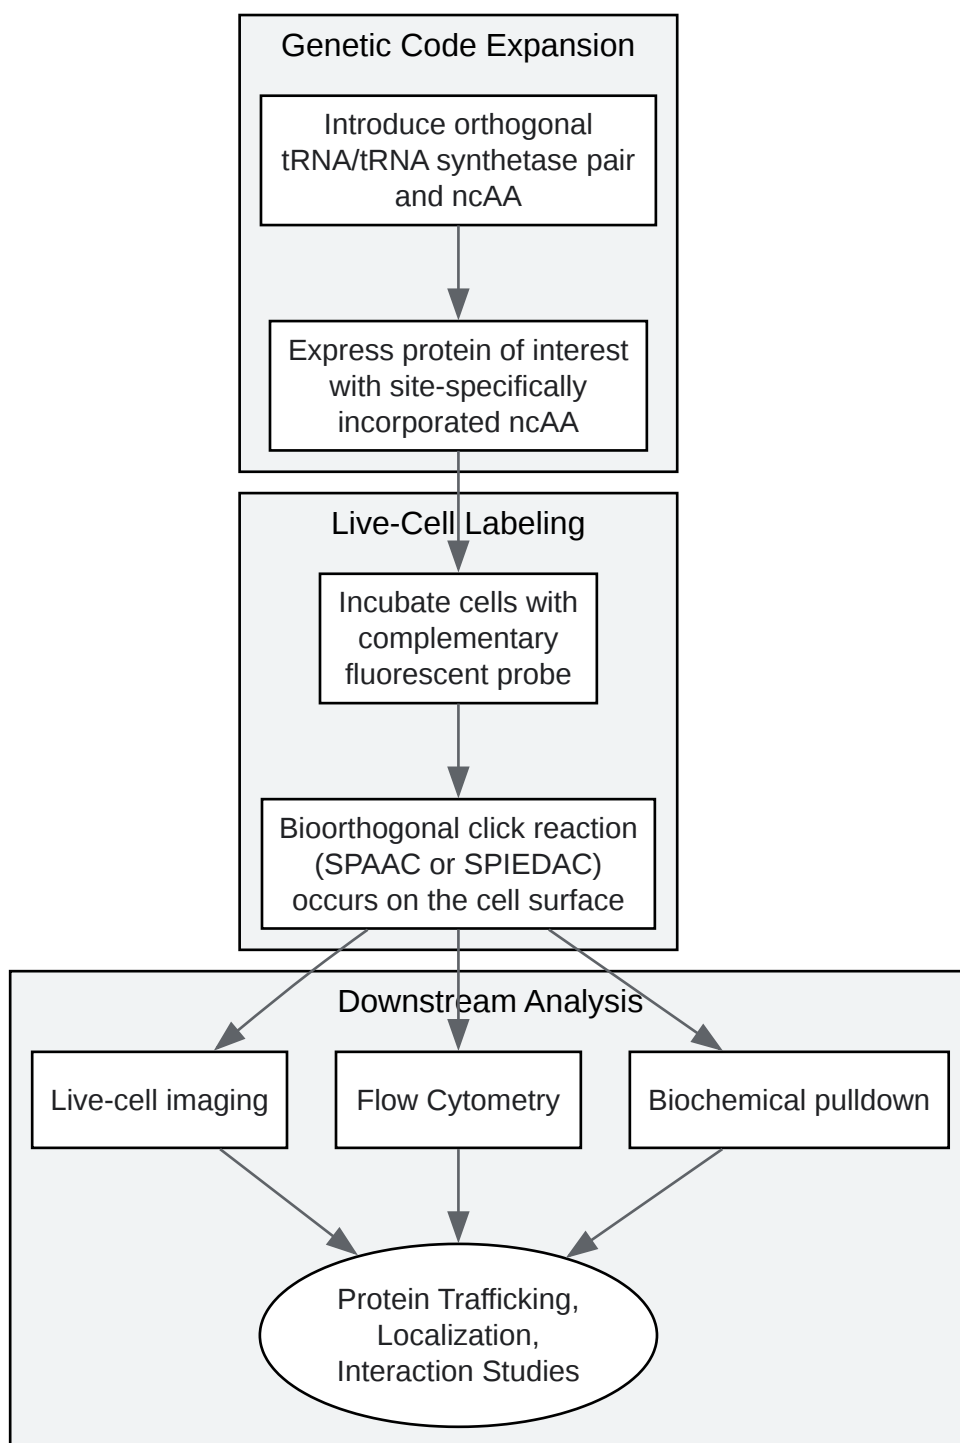 Genetic Code Expansion
Introduce orthogonal
tRNA/tRNA synthetase pair
and ncAA
Express protein of interest
with site-specifically
incorporated ncAA
Live-Cell Labeling
Incubate cells with
complementary
fluorescent probe
Bioorthogonal click reaction
(SPAAC or SPIEDAC)
occurs on the cell surface
Downstream Analysis
Live-cell imaging
Flow Cytometry
Biochemical pulldown
Protein Trafficking,
Localization,
Interaction Studies